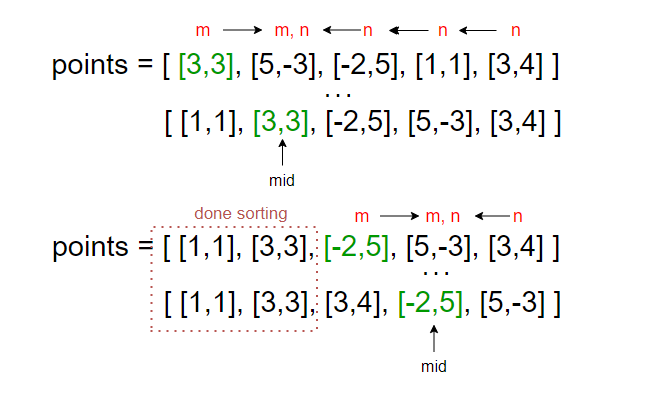 m m, n n n n
points = [ [3,3], [5,-3], [-2,5], [1,1], [3,4] ]
...
[ [1,1], [3,3], [-2,5], [5,-3], [3,4] ]
mid
done sorting m m, n n
points = [ [1,1], [3,3], [-2,5], [5,-3], [3,4] ]
...
[ [1,1], [3,3], [3,4], [-2,5], [5,-3] ]
mid